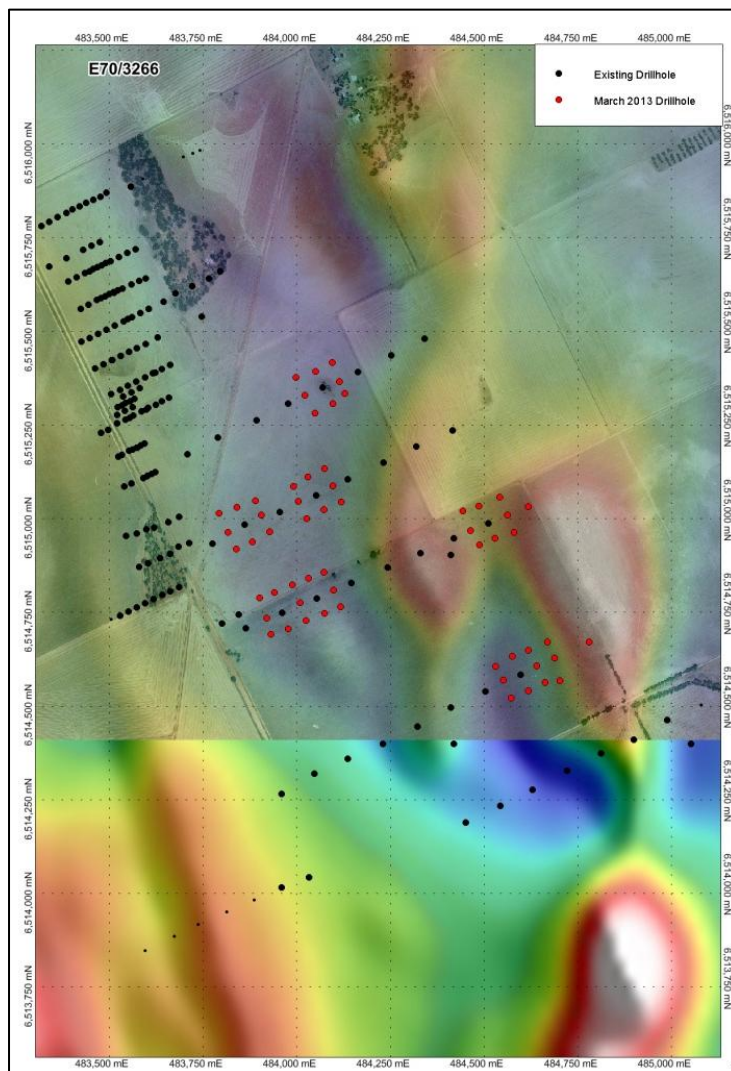 483,500 mE 483,750 mE 484,000 mE 484,250 mE 484,500 mE 484,750 mE 485,000 mE
E70/3266
Existing Drillhole
March 2013 Drillhole
6,516,000 mN
6,515,750 mN
6,515,500 mN
6,515,250 mN
6,515,000 mN
6,514,750 mN
6,514,500 mN
6,514,250 mN
6,514,000 mN
6,513,750 mN
6,516,000 mN
6,515,750 mN
6,515,500 mN
6,515,250 mN
6,515,000 mN
6,514,750 mN
6,514,500 mN
6,514,250 mN
6,514,000 mN
6,513,750 mN
483,500 mE 483,750 mE 484,000 mE 484,250 mE 484,500 mE 484,750 mE 485,000 mE